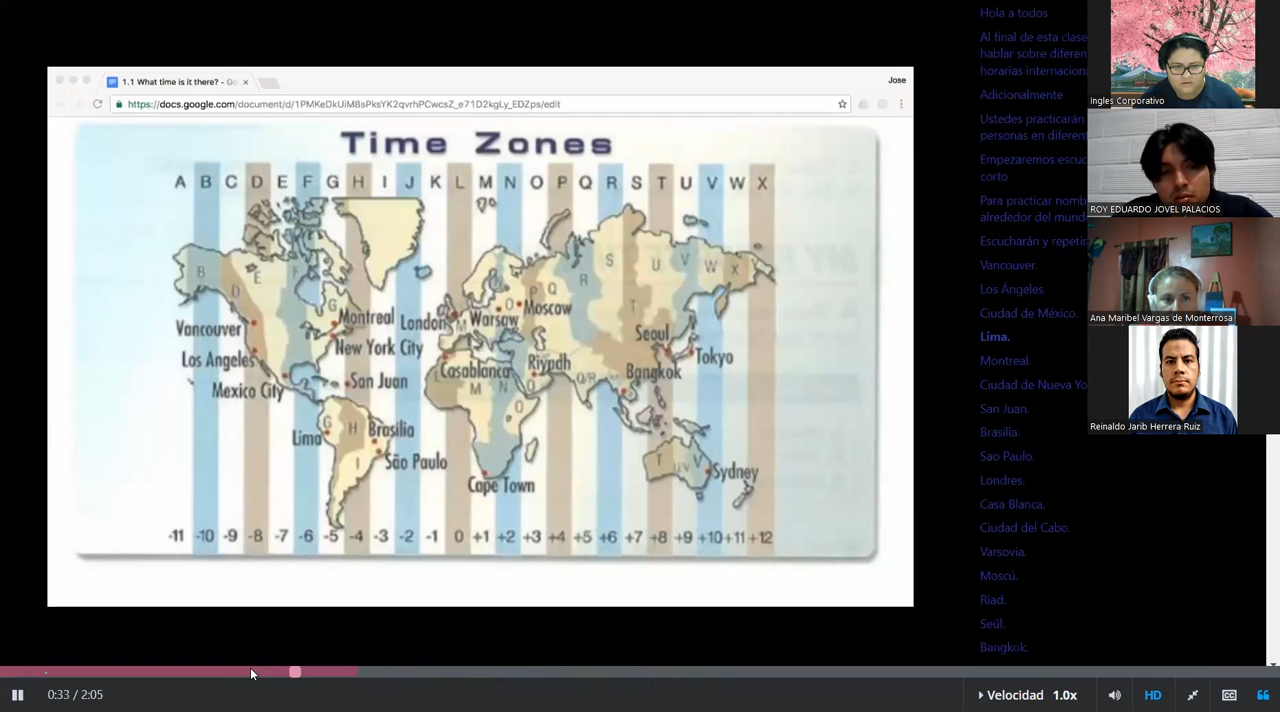 1.1 What time is it there? - Go
Jose
https://docs.google.com/document/d/1PMKeDkUiM8sPksYK2qvrhPCwcsZ_e71D2kgLy_EDZps/edit
Time Zones
A B C D E F G H I J K L M N O P Q R S T U V W X
B D E F G
P Q R S T U V W X
Vancouver
Montreal
London
Warsaw
Moscow
Seoul
Los Angeles
New York City
Casablanca
Riyadh
Bangkok
Tokyo
Mexico City
San Juan
Lima
Brasilia
São Paulo
Cape Town
Sydney
G H I
M N O
T UV V
-11 -10 -9 -8 -7 -6 -5 -4 -3 -2 -1 0 +1 +2 +3 +4 +5 +6 +7 +8 +9 +10 +11 +12
Hola a todos
Al final de esta clase
hablar sobre diferen
horarias internacion
Adicionalmente
Ustedes practicarán
personas en diferent
Empezaremos escuc
corto
Para practicar nomb
alrededor del mundo
Escucharán y repetir
Vancouver.
Los Ángeles.
Ciudad de México.
Lima.
Montreal.
Ciudad de Nueva Yo
San Juan.
Brasilía.
Sao Paulo.
Londres.
Casa Blanca.
Ciudad del Cabo.
Varsovia.
Moscú.
Ríad.
Seúl.
Bangkok.
Ingles Corporativo
ROY EDUARDO JOVEL PALACIOS
Ana Maribel Vargas de Monterrosa
Reinaldo Jarib Herrera Ruiz
0:33 / 2:05
Velocidad 1.0x
HD
CC